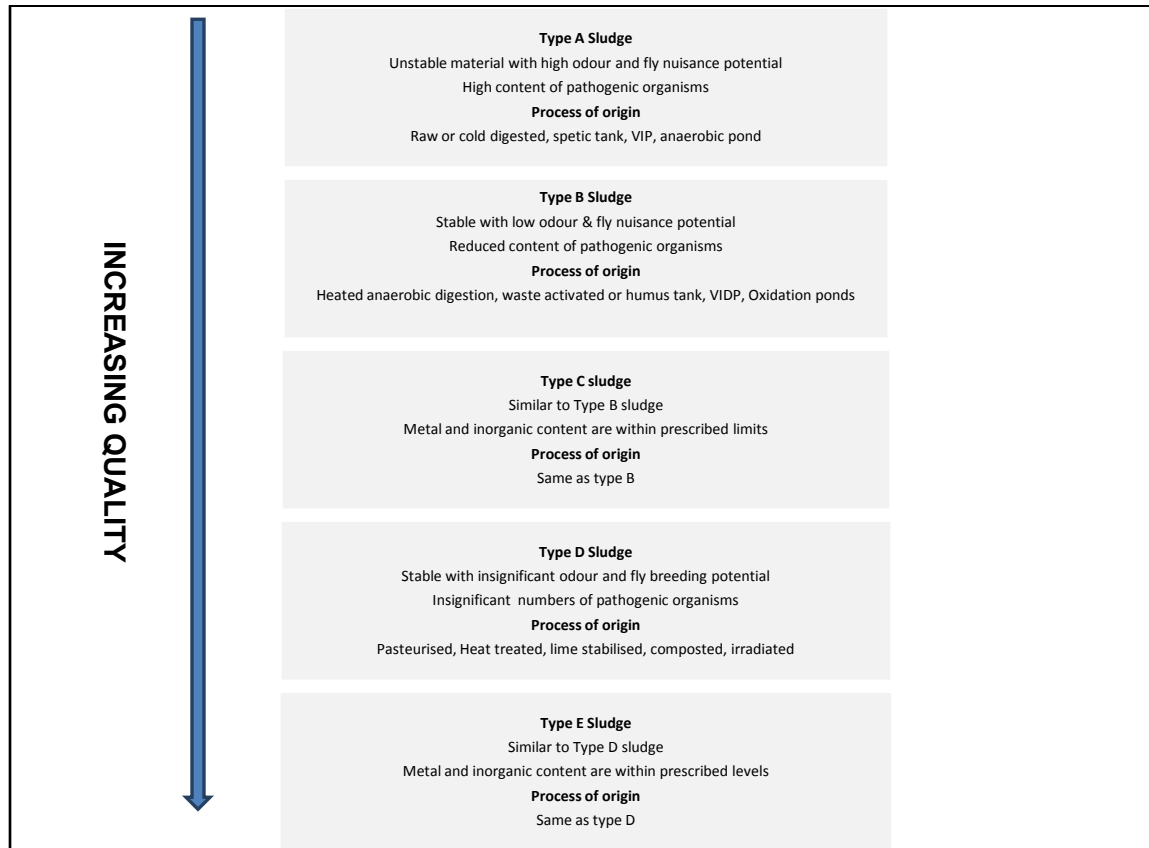 INCREASING QUALITY
Type A Sludge
Unstable material with high odour and fly nuisance potential
High content of pathogenic organisms
Process of origin
Raw or cold digested, spetic tank, VIP, anaerobic pond
Type B Sludge
Stable with low odour & fly nuisance potential
Reduced content of pathogenic organisms
Process of origin
Heated anaerobic digestion, waste activated or humus tank, VIDP, Oxidation ponds
Type C sludge
Similar to Type B sludge
Metal and inorganic content are within prescribed limits
Process of origin
Same as type B
Type D Sludge
Stable with insignificant odour and fly breeding potential
Insignificant numbers of pathogenic organisms
Process of origin
Pasteurised, Heat treated, lime stabilised, composted, irradiated
Type E Sludge
Similar to Type D sludge
Metal and inorganic content are within prescribed levels
Process of origin
Same as type D